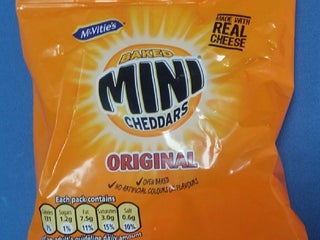 McVitie's
MADE WITH
REAL
CHEESE
BAKED
MINI
CHEDDARS
ORIGINAL
✓ OVEN BAKED
✓ NO ARTIFICIAL COLOURS OR FLAVOURS
Each pack contains
Calories Sugars Fat Saturates Salt
1.2g 7.5g 3.0g 0.6g
1% 11% 15% 10%